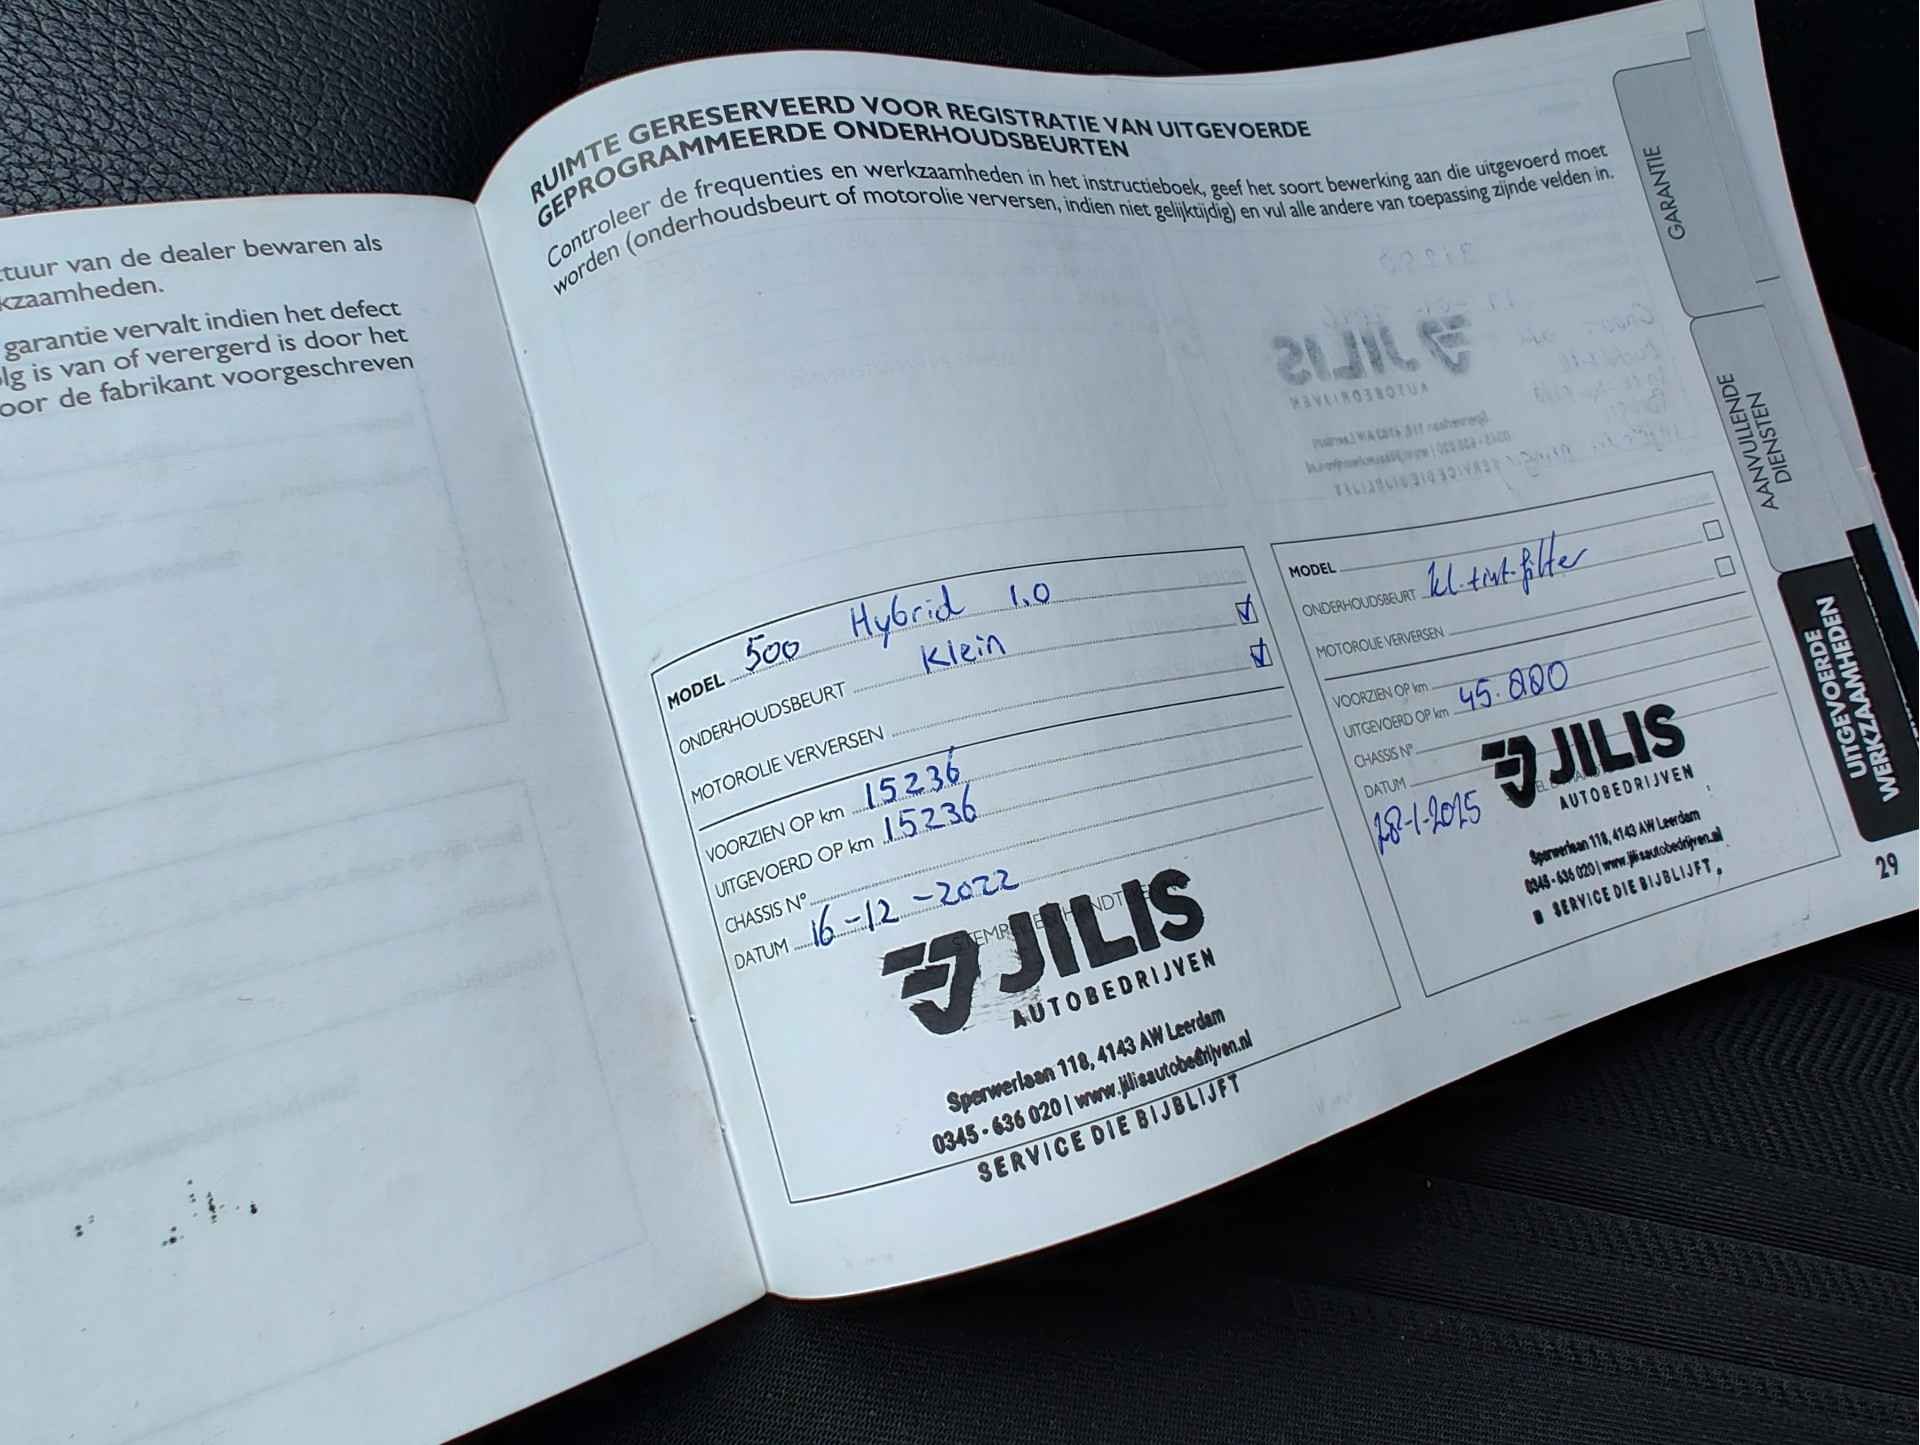 tuur van de dealer bewaren als
kzaamheden.
garantie vervalt indien het defect
lg is van of verergerd is door het
oor de fabrikant voorgeschreven
RUIMTE GERESERVEERD VOOR REGISTRATIE VAN UITGEVOERDE
GEPROGRAMMEERDE ONDERHOUDSBEURTEN
Controleer de frequenties en werkzaamheden in het instructieboek, geef het soort bewerking aan die uitgevoerd moet
worden (onderhoudsbeurt of motorolie verversen, indien niet gelijktijdig) en vul alle andere van toepassing zijnde velden in.
MODEL 500 Hybrid 1.0
ONDERHOUDSBEURT Klein
MOTOROLIE VERVERSEN
VOORZIEN OP km 15236
UITGEVOERD OP km 15236
CHASSIS N°
DATUM 16-12-2022
JILIS
AUTOBEDRIJVEN
Sperwerlaan 118, 4143 AW Leerdam
0345 - 636 020 | www.jilisautobedrijven.nl
SERVICE DIE BIJBLIJFT
MODEL
ONDERHOUDSBEURT kl.+int.filter
MOTOROLIE VERVERSEN
VOORZIEN OP km
UITGEVOERD OP km 45.000
CHASSIS N°
DATUM
28-1-2025
JILIS
AUTOBEDRIJVEN
Sperwerlaan 118, 4143 AW Leerdam
0345 - 636 020 | www.jilisautobedrijven.nl
SERVICE DIE BIJBLIJFT
GARANTIE
AANVULLENDE
DIENSTEN
UITGEVOERDE
WERKZAAMHEDEN
29